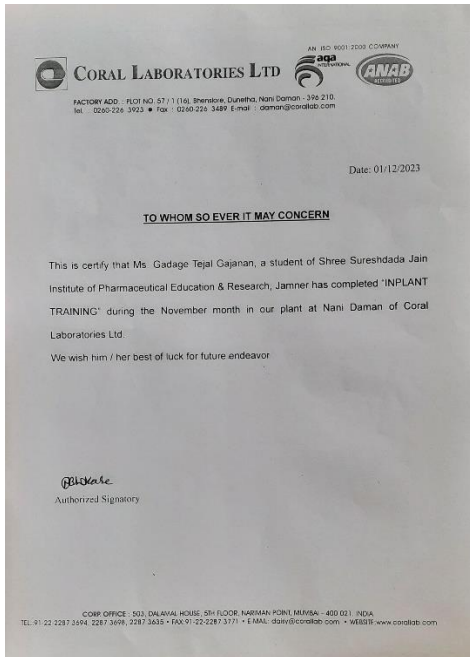 AN ISO 9001:2000 COMPANY
aqa
INTERNATIONAL
ANAB
ACCREDITED
CORAL LABORATORIES LTD
FACTORY ADD. : PLOT NO. 57 / 1 (16), Bhenslore, Dunetha, Nani Daman - 396 210.
Tel. : 0260-226 3923 ● Fax : 0260-226 3489 E-mail : daman@corallab.com
Date: 01/12/2023
TO WHOM SO EVER IT MAY CONCERN
This is certify that Ms. Gadage Tejal Gajanan, a student of Shree Sureshdada Jain
Institute of Pharmaceutical Education & Research, Jamner has completed "INPLANT
TRAINING" during the November month in our plant at Nani Daman of Coral
Laboratories Ltd.
We wish him / her best of luck for future endeavor
Authorized Signatory
CORP. OFFICE : 503, DALAMAL HOUSE, 5TH FLOOR, NARIMAN POINT, MUMBAI - 400 021. INDIA
TEL: 91-22-2287 3694, 2287 3698, 2287 3635 • FAX: 91-22-2287 3771 • E-MAIL: daisy@corallab.com • WEBSITE: www.corallab.com